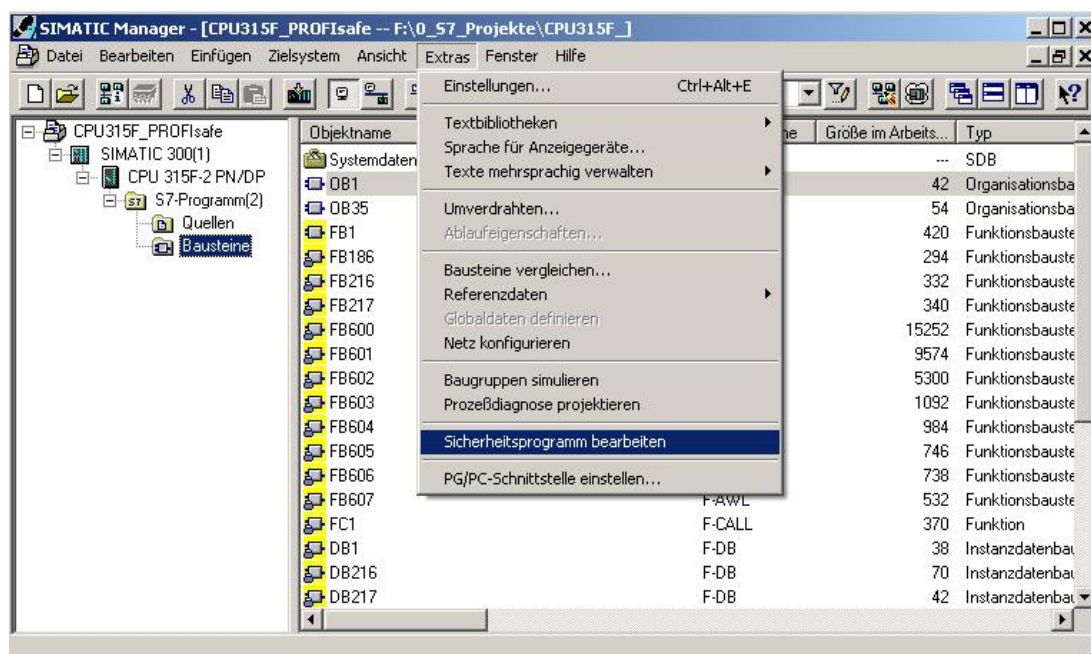 SIMATIC Manager - [CPU315F_PROFIsafe -- F:\0_S7_Projekte\CPU315F_]
Datei Bearbeiten Einfügen Zielsystem Ansicht Extras Fenster Hilfe
CPU315F_PROFIsafe
SIMATIC 300(1)
CPU 315F-2 PN/DP
S7-Programm(2)
Quellen
Bausteine
Einstellungen... Ctrl+Alt+E
Textbibliotheken
Sprache für Anzeigegeräte...
Texte mehrsprachig verwalten
Umverdrahten...
Ablaufeigenschaften...
Bausteine vergleichen...
Referenzdaten
Globaldaten definieren
Netz konfigurieren
Baugruppen simulieren
Prozeßdiagnose projektieren
Sicherheitsprogramm bearbeiten
PG/PC-Schnittstelle einstellen...
Objektname Größe im Arbeits... Typ
Systemdaten --- SDB
OB1 42 Organisationsba
OB35 54 Organisationsba
FB1 420 Funktionsbauste
FB186 294 Funktionsbauste
FB216 332 Funktionsbauste
FB217 340 Funktionsbauste
FB600 15252 Funktionsbauste
FB601 9574 Funktionsbauste
FB602 5300 Funktionsbauste
FB603 1092 Funktionsbauste
FB604 984 Funktionsbauste
FB605 746 Funktionsbauste
FB606 738 Funktionsbauste
FB607 F-AWL 532 Funktionsbauste
FC1 F-CALL 370 Funktion
DB1 F-DB 38 Instanzdatenbau
DB216 F-DB 70 Instanzdatenbau
DB217 F-DB 42 Instanzdatenbau